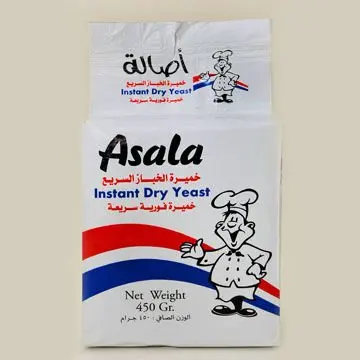 أصالة
خميرة الخباز السريع
Instant Dry Yeast
خميرة فورية سريعة
Asala
خميرة الخباز السريع
Instant Dry Yeast
خميرة فورية سريعة
Net Weight
450 Gr.
الوزن الصافي: ٤٥٠ جرام